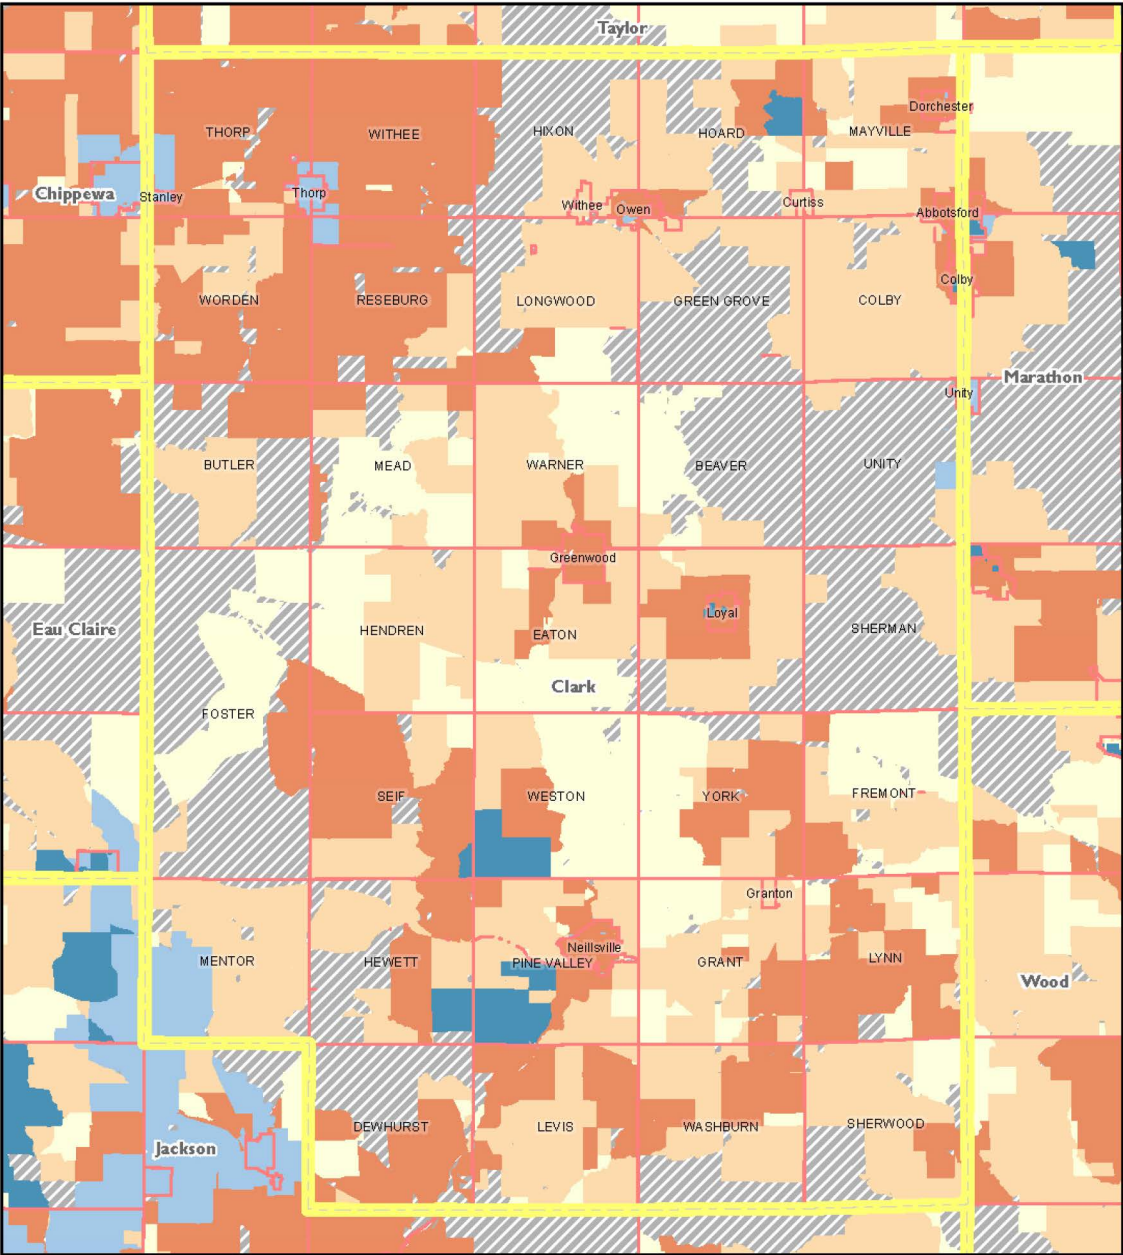 Taylor
Dorchester
THORP
WITHEE
HIXON
HOARD
MAYVILLE
Chippewa
Stanley
Thorp
Withee
Owen
Curtiss
Abbotsford
Colby
WORDEN
RESEBURG
LONGWOOD
GREEN GROVE
COLBY
Marathon
Unity
BUTLER
MEAD
WARNER
BEAVER
UNITY
Greenwood
Loyal
Eau Claire
HENDREN
EATON
SHERMAN
Clark
FOSTER
SEIF
WESTON
YORK
FREMONT
Granton
Neillsville
MENTOR
HEWETT
PINE VALLEY
GRANT
LYNN
Wood
Jackson
DEWHURST
LEVIS
WASHBURN
SHERWOOD